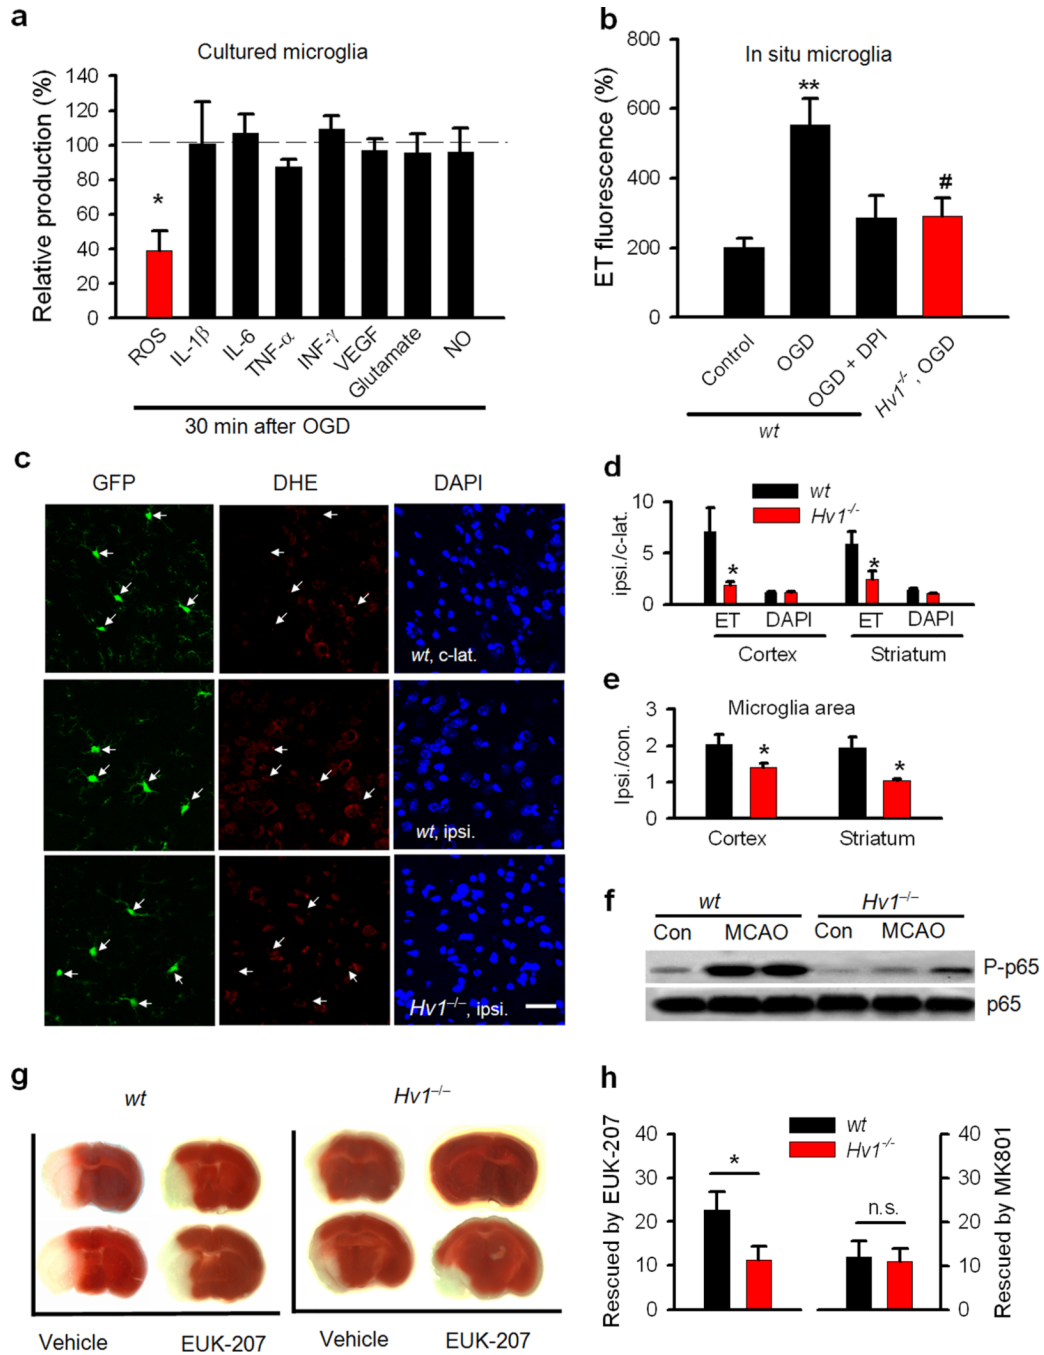 a
Cultured microglia
Relative production (%)
140
120
100
80
60
40
20
0
*
ROS
IL-1β
IL-6
TNF-α
INF-γ
VEGF
Glutamate
NO
30 min after OGD
b
In situ microglia
ET fluorescence (%)
800
600
400
200
0
**
#
Control
OGD
OGD + DPI
Hv1-/-, OGD
wt
c
GFP DHE DAPI
wt, c-lat.
wt, ipsi.
Hv1–/–, ipsi.
d
wt
Hv1-/-
ipsi./c-lat.
10
5
0
* *
ET DAPI ET DAPI
Cortex Striatum
e
Microglia area
Ipsi./con.
3
2
1
0
* *
Cortex Striatum
f
wt Hv1–/–
Con MCAO Con MCAO
P-p65
p65
g
wt Hv1–/–
Vehicle EUK-207 Vehicle EUK-207
h
wt
Hv1-/-
Rescued by EUK-207
40
30
20
10
0
*
n.s.
40
30
20
10
0
Rescued by MK801